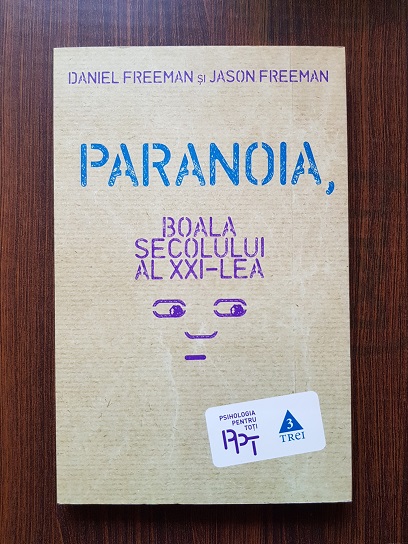 DANIEL FREEMAN ȘI JASON FREEMAN
PARANOIA,
BOALA
SECOLULUI
AL XXI-LEA
PSIHOLOGIA
PENTRU
TOȚI
PPT
3
TREI